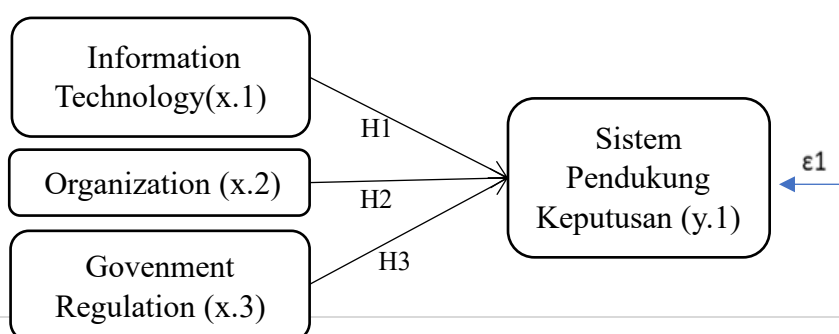 Information
Technology(x.1)
H1
Organization (x.2)
H2
Govenment
Regulation (x.3)
H3
Sistem
Pendukung
Keputusan (y.1)
ε1